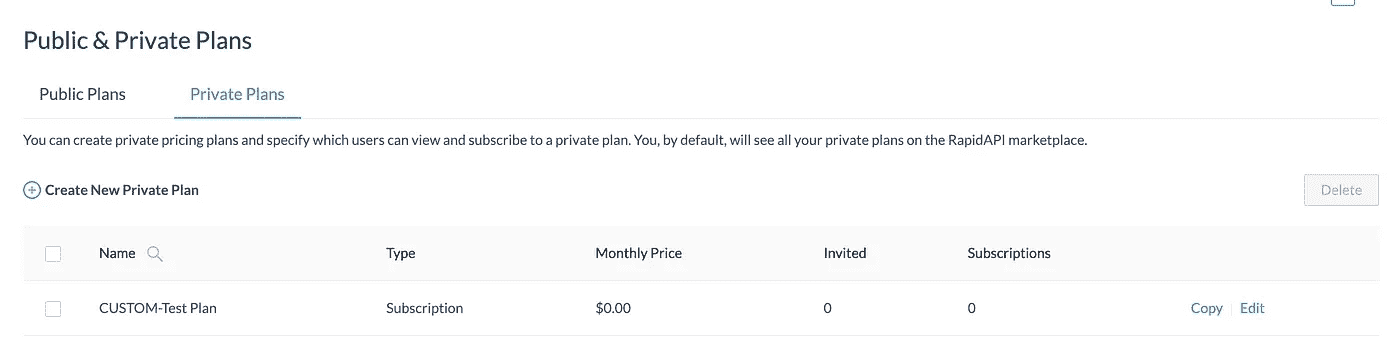 Public & Private Plans
Public Plans Private Plans
You can create private pricing plans and specify which users can view and subscribe to a private plan. You, by default, will see all your private plans on the RapidAPI marketplace.
Create New Private Plan Delete
Name Type Monthly Price Invited Subscriptions
CUSTOM-Test Plan Subscription $0.00 0 0 Copy Edit